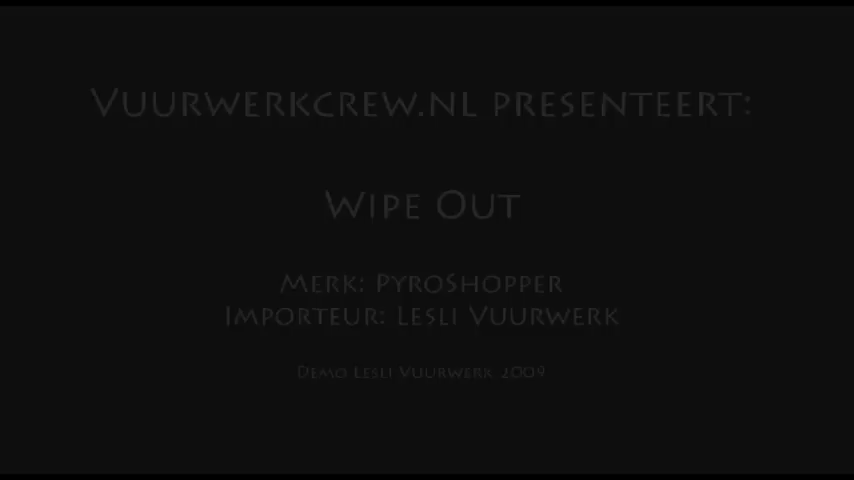 Vuurwerkcrew.nl presenteert:
Wipe Out
Merk: PyroShopper
Importeur: Lesli Vuurwerk
Demo Lesli Vuurwerk 2009